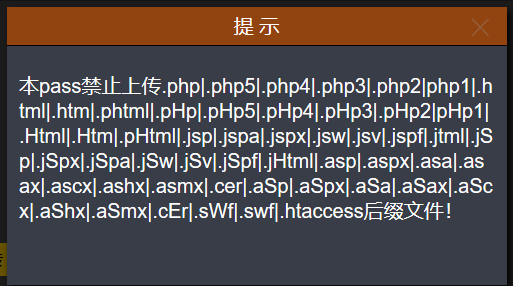 提示
本pass禁止上传.php|.php5|.php4|.php3|.php2|php1|.h
tml|.htm|.phtml|.pHp|.pHp5|.pHp4|.pHp3|.pHp2|pHp1|
.Html|.Htm|.pHtml|.jsp|.jspa|.jspx|.jsw|.jsv|.jspf|.jtml|.jS
p|.jSpx|.jSpa|.jSw|.jSv|.jSpf|.jHtml|.asp|.aspx|.asa|.as
ax|.ascx|.ashx|.asmx|.cer|.aSp|.aSpx|.aSa|.aSax|.aSc
x|.aShx|.aSmx|.cEr|.sWf|.swf|.htaccess后缀文件!